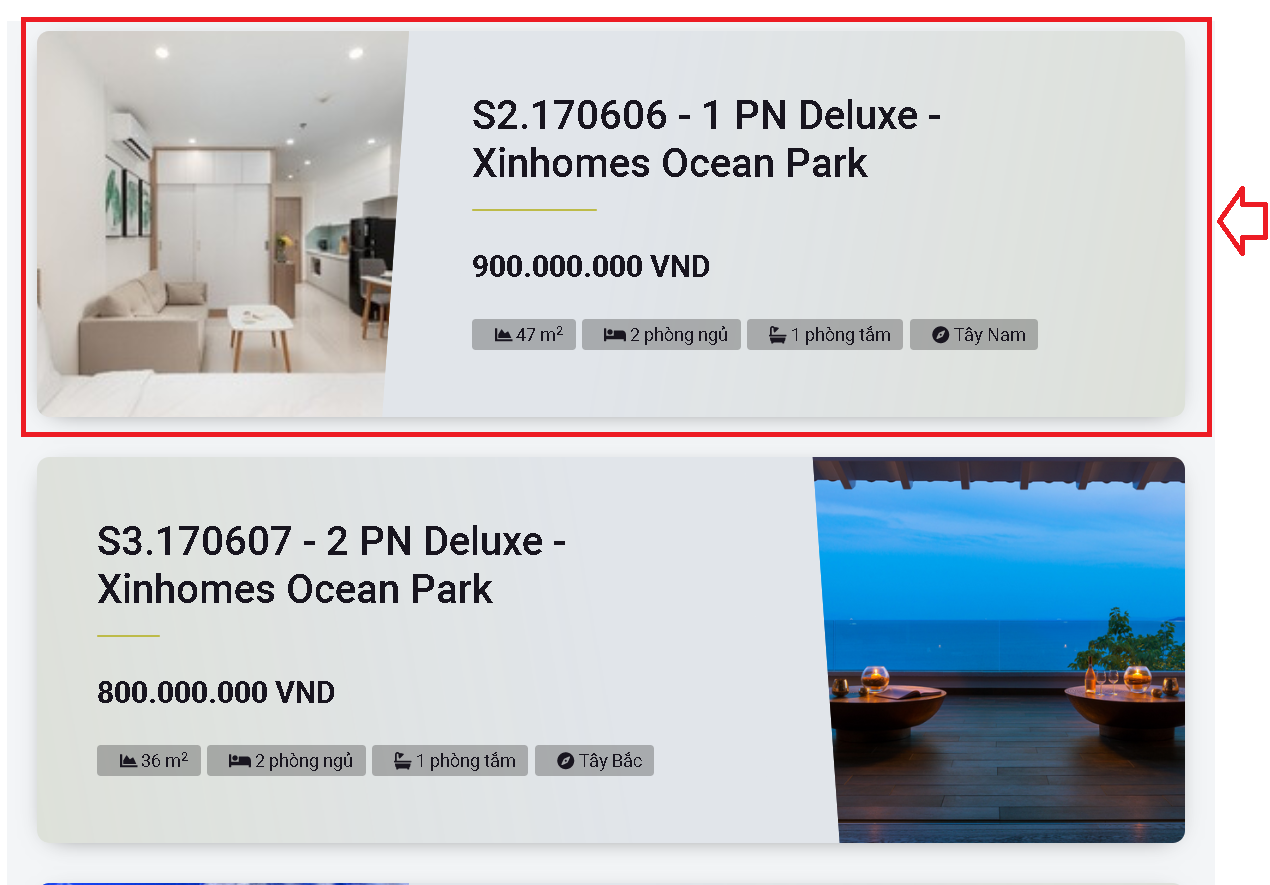 S2.170606 - 1 PN Deluxe -
Xinhomes Ocean Park
900.000.000 VND
47 m² 2 phòng ngủ 1 phòng tắm Tây Nam
S3.170607 - 2 PN Deluxe -
Xinhomes Ocean Park
800.000.000 VND
36 m² 2 phòng ngủ 1 phòng tắm Tây Bắc